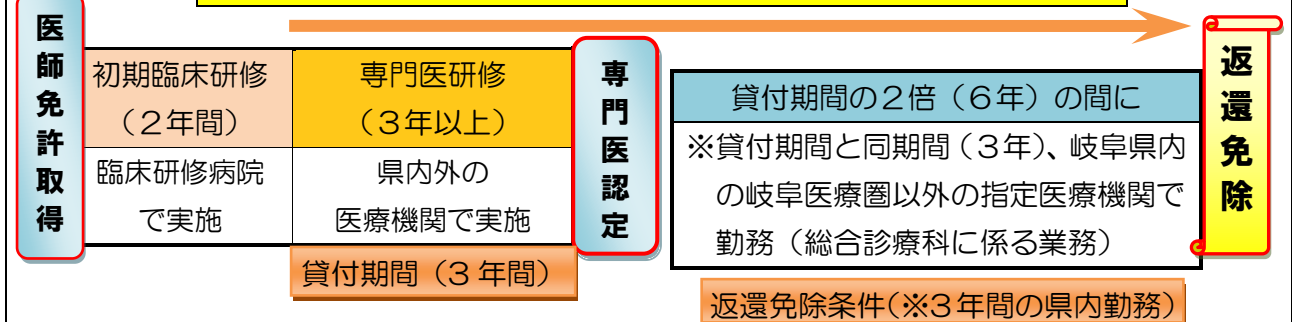 医師免許取得
初期臨床研修
（２年間）
臨床研修病院
で実施
専門医研修
（３年以上）
県内外の
医療機関で実施
貸付期間（３年間）
専門医認定
貸付期間の２倍（６年）の間に
※貸付期間と同期間（３年）、岐阜県内
の岐阜医療圏以外の指定医療機関で
勤務（総合診療科に係る業務）
返還免除条件(※３年間の県内勤務)
返還免除